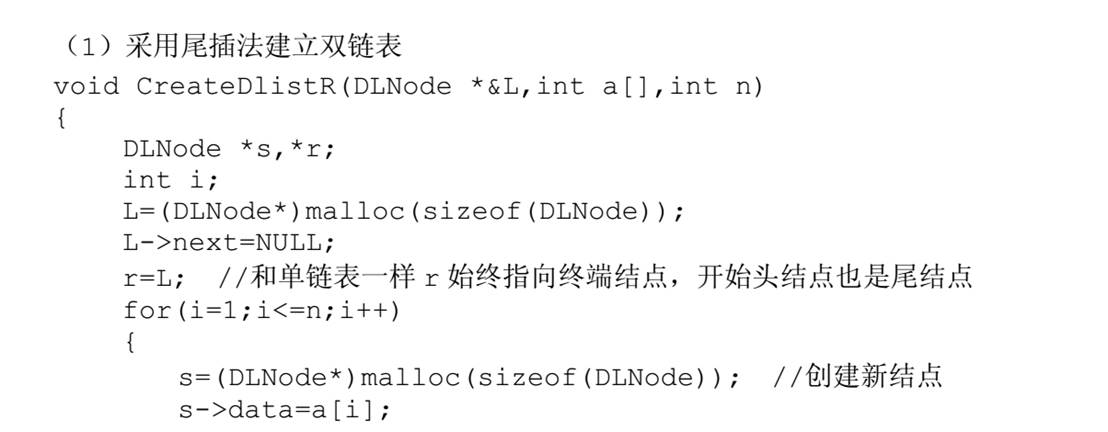 （1）采用尾插法建立双链表
void CreateDlistR(DLNode *&L,int a[],int n)
{
DLNode *s,*r;
int i;
L=(DLNode*)malloc(sizeof(DLNode));
L->next=NULL;
r=L; //和单链表一样 r 始终指向终端结点，开始头结点也是尾结点
for(i=1;i<=n;i++)
{
s=(DLNode*)malloc(sizeof(DLNode)); //创建新结点
s->data=a[i];